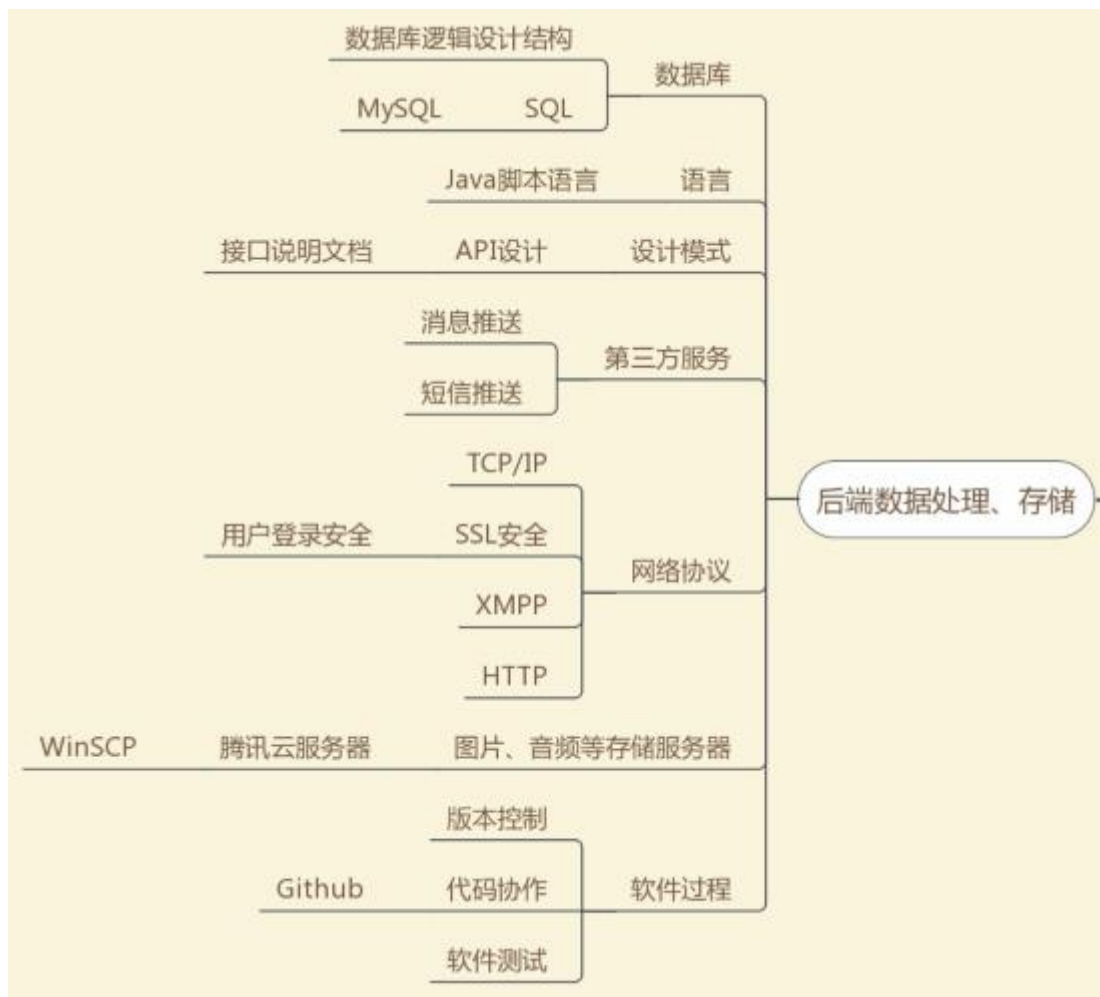 数据库逻辑设计结构
数据库
MySQL SQL
Java脚本语言 语言
接口说明文档 API设计 设计模式
消息推送
第三方服务
短信推送
TCP/IP
后端数据处理、存储
用户登录安全 SSL安全
网络协议
XMPP
HTTP
WinSCP 腾讯云服务器 图片、音频等存储服务器
版本控制
Github 代码协作 软件过程
软件测试